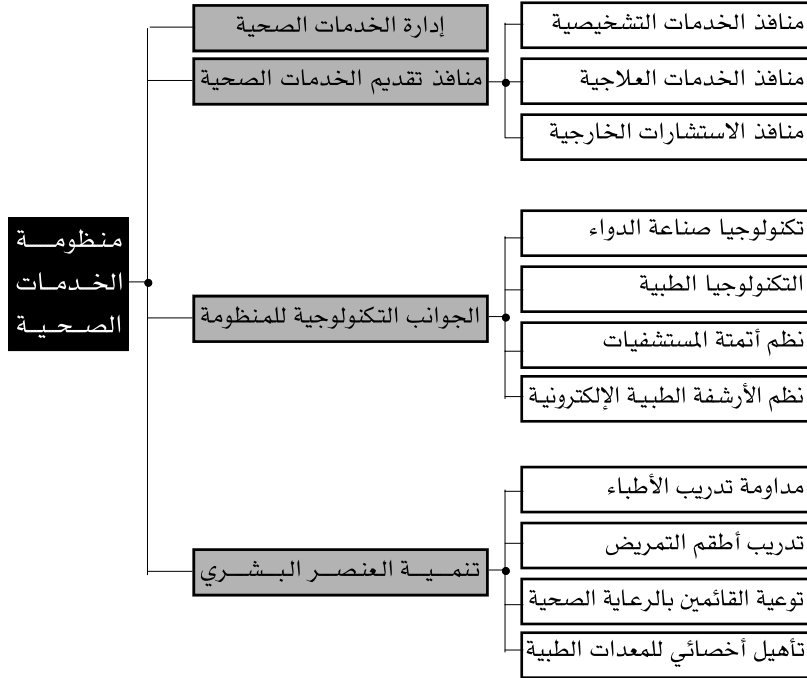 منظومة
الخدمات
الصحية
إدارة الخدمات الصحية
منافذ تقديم الخدمات الصحية
منافذ الخدمات التشخيصية
منافذ الخدمات العلاجية
منافذ الاستشارات الخارجية
الجوانب التكنولوجية للمنظومة
تكنولوجيا صناعة الدواء
التكنولوجيا الطبية
نظم أتمتة المستشفيات
نظم الأرشفة الطبية الإلكترونية
تنمية العنصر البشري
مداومة تدريب الأطباء
تدريب أطقم التمريض
توعية القائمين بالرعاية الصحية
تأهيل أخصائي للمعدات الطبية